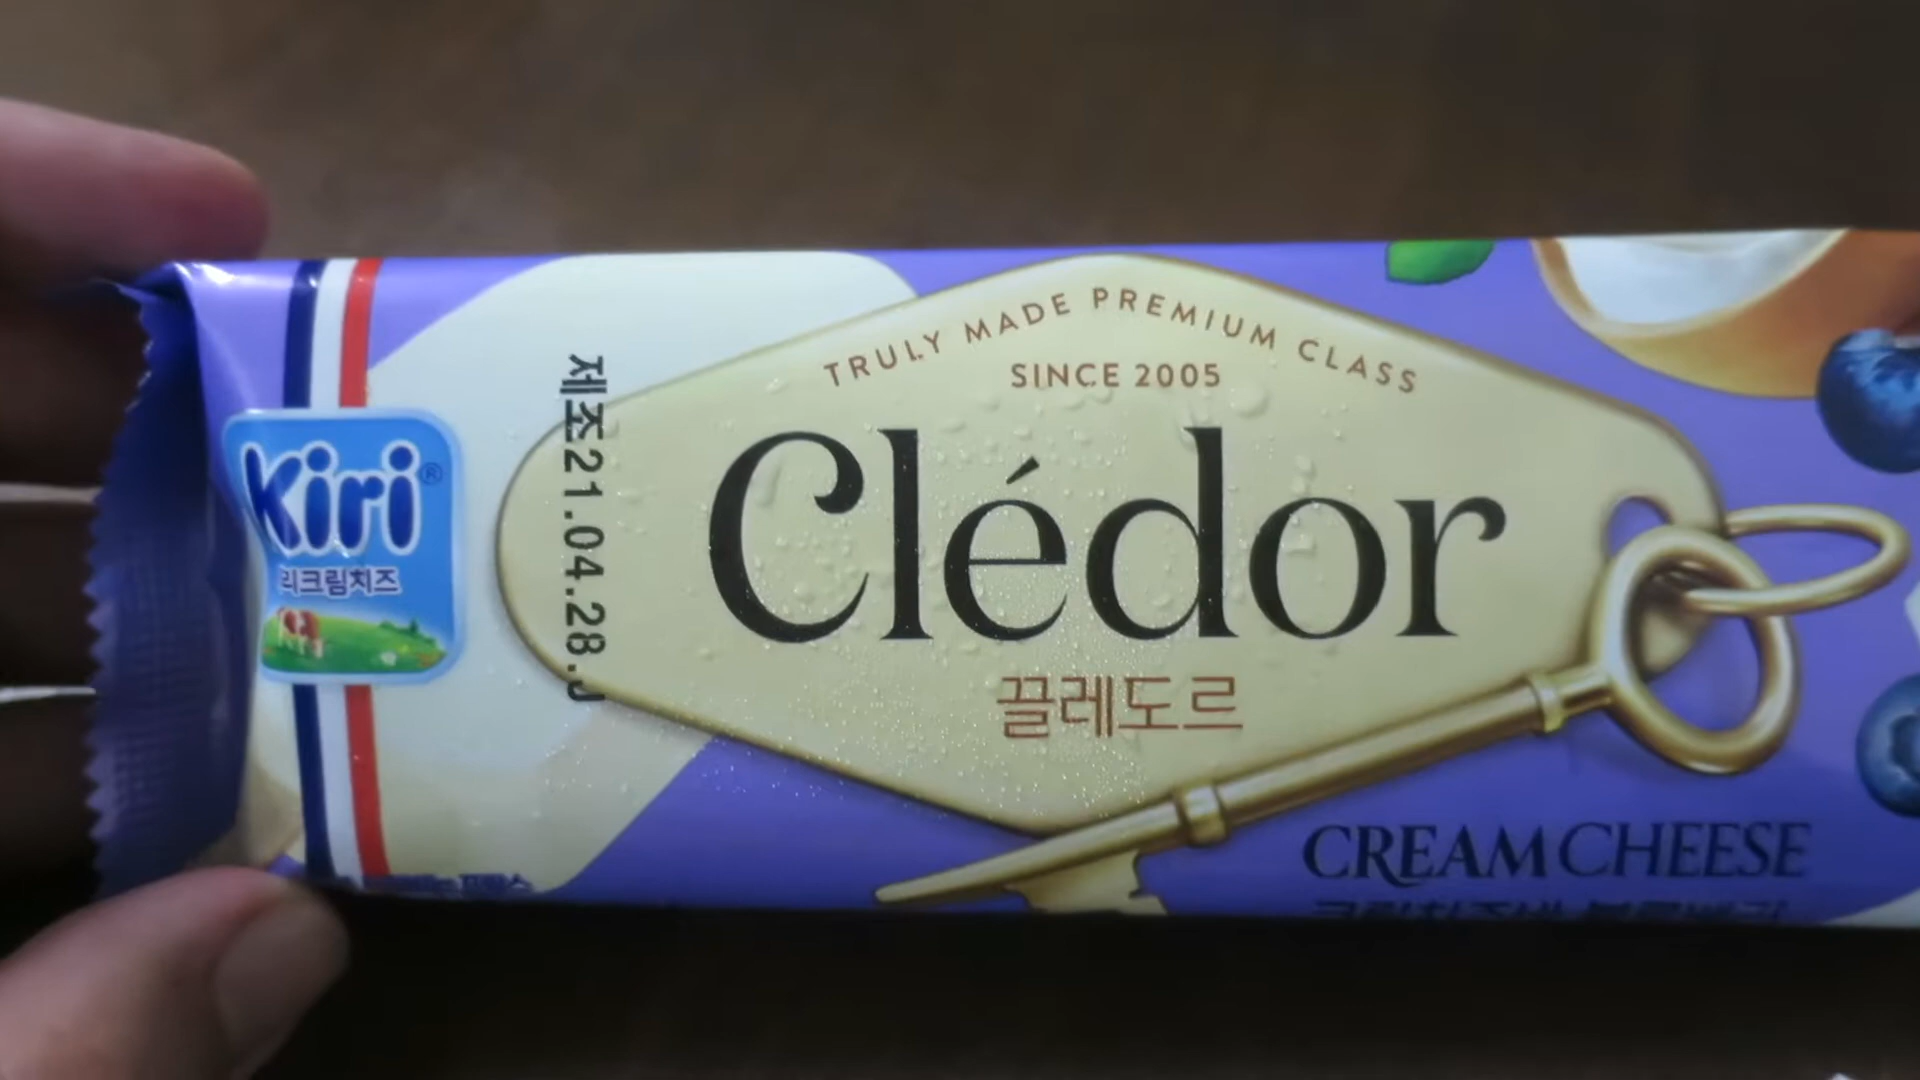 Kiri®
리크림치즈
제조21.04.28.J
TRULY MADE PREMIUM CLASS
SINCE 2005
Clédor
끌레도르
CREAM CHEESE